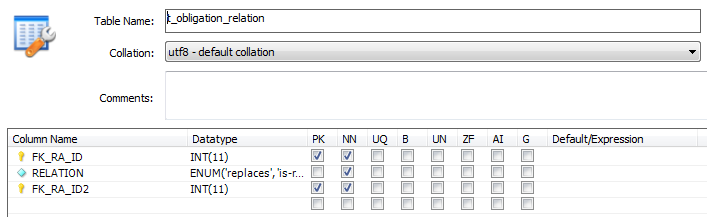 Table Name: t_obligation_relation
Collation: utf8 - default collation
Comments:
Column Name Datatype PK NN UQ B UN ZF AI G Default/Expression
FK_RA_ID INT(11)
RELATION ENUM('replaces','is-r...
FK_RA_ID2 INT(11)